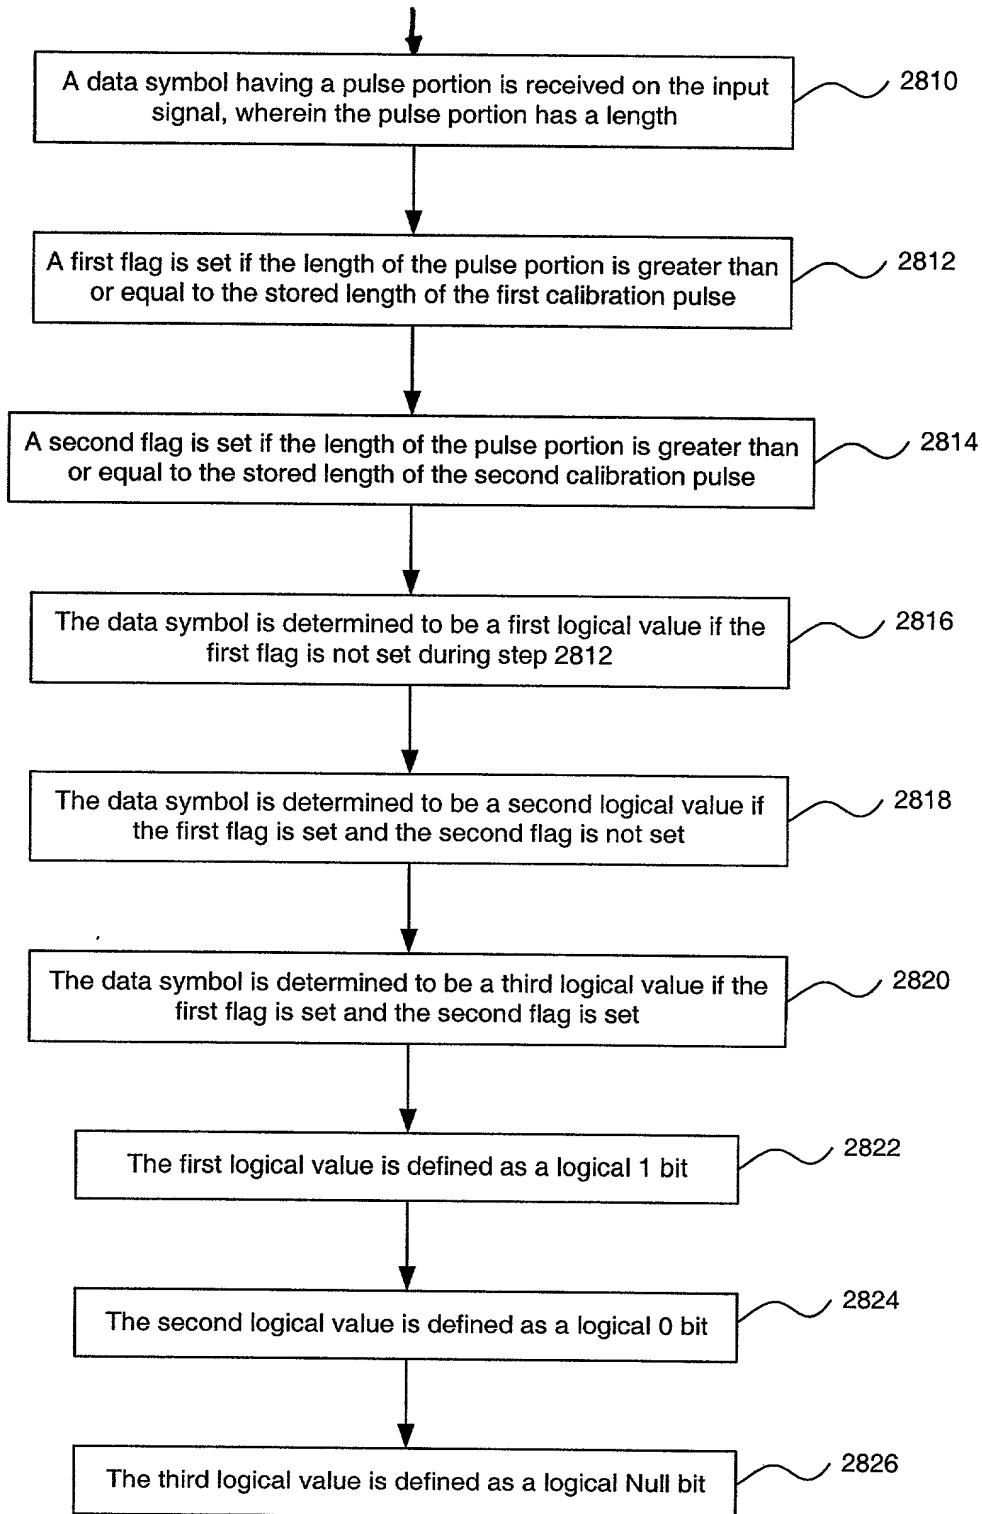 A data symbol having a pulse portion is received on the input
signal, wherein the pulse portion has a length
2810
A first flag is set if the length of the pulse portion is greater than
or equal to the stored length of the first calibration pulse
2812
A second flag is set if the length of the pulse portion is greater than
or equal to the stored length of the second calibration pulse
2814
The data symbol is determined to be a first logical value if the
first flag is not set during step 2812
2816
The data symbol is determined to be a second logical value if
the first flag is set and the second flag is not set
2818
The data symbol is determined to be a third logical value if the
first flag is set and the second flag is set
2820
The first logical value is defined as a logical 1 bit
2822
The second logical value is defined as a logical 0 bit
2824
The third logical value is defined as a logical Null bit
2826